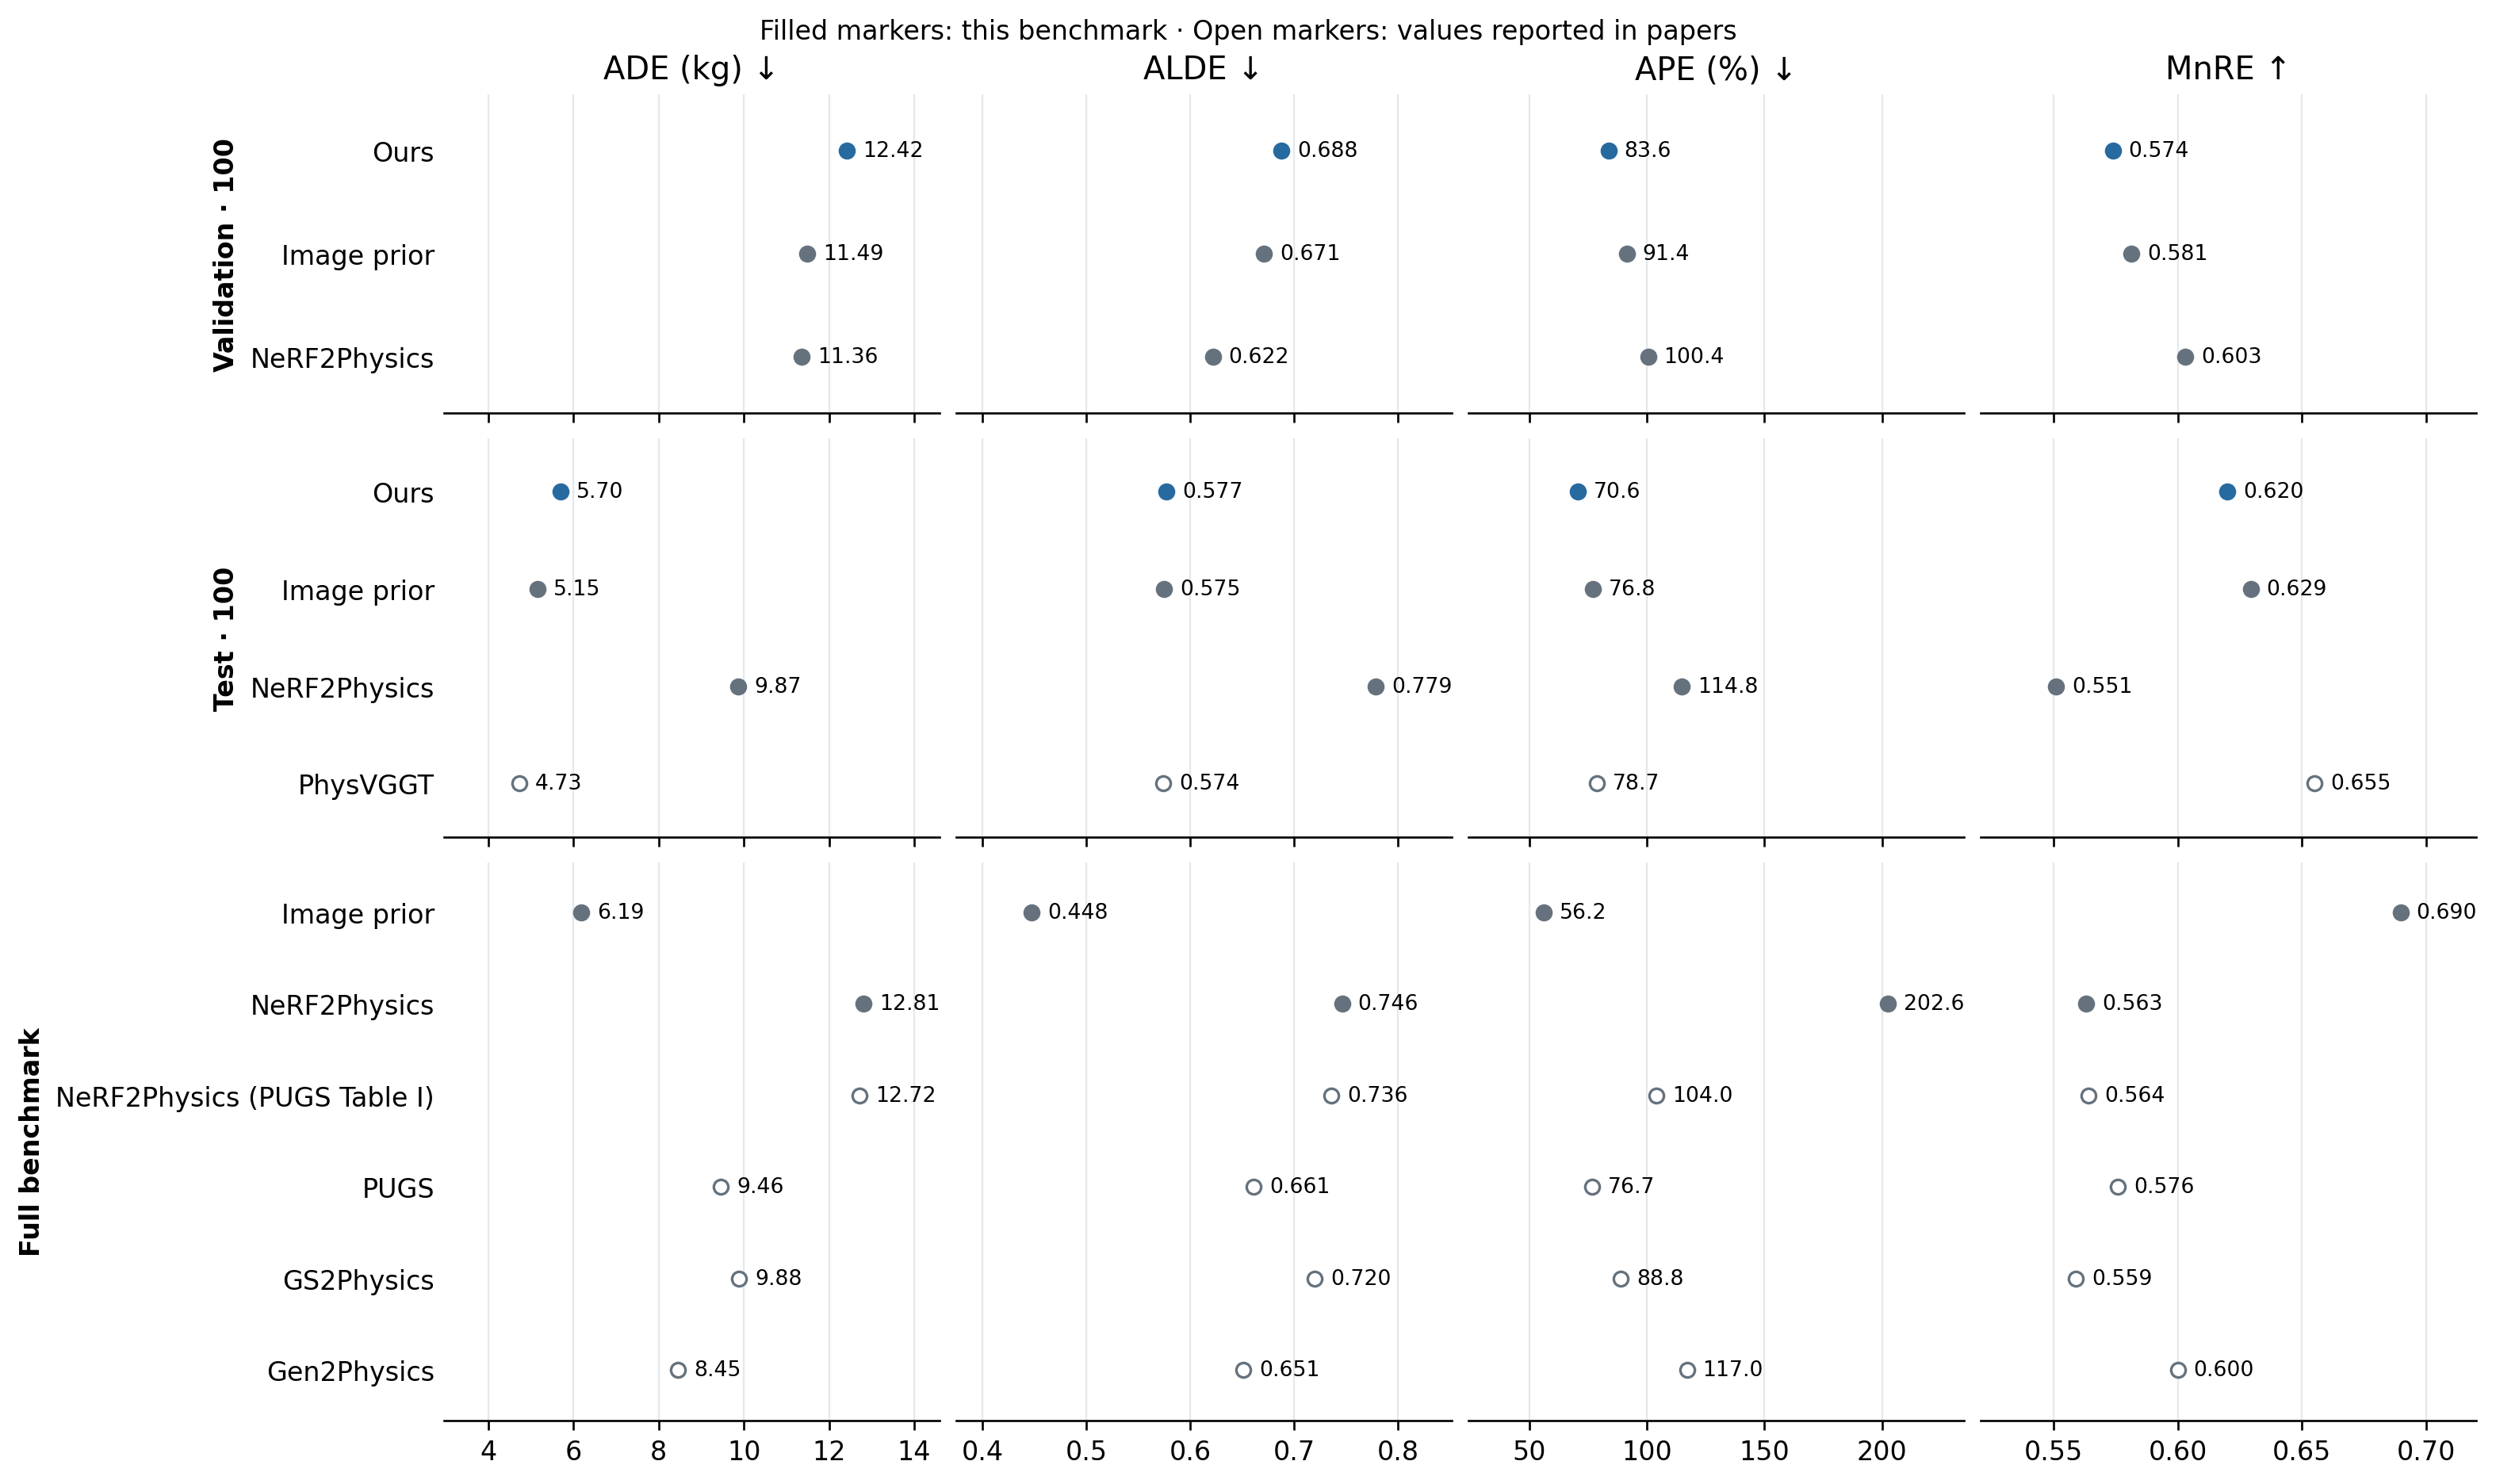 Filled markers: this benchmark · Open markers: values reported in papers
ADE (kg) ↓ ALDE ↓ APE (%) ↓ MnRE ↑
Validation · 100
Ours 12.42 0.688 83.6 0.574
Image prior 11.49 0.671 91.4 0.581
NeRF2Physics 11.36 0.622 100.4 0.603
Test · 100
Ours 5.70 0.577 70.6 0.620
Image prior 5.15 0.575 76.8 0.629
NeRF2Physics 9.87 0.779 114.8 0.551
PhysVGGT 4.73 0.574 78.7 0.655
Full benchmark
Image prior 6.19 0.448 56.2 0.690
NeRF2Physics 12.81 0.746 202.6 0.563
NeRF2Physics (PUGS Table I) 12.72 0.736 104.0 0.564
PUGS 9.46 0.661 76.7 0.576
GS2Physics 9.88 0.720 88.8 0.559
Gen2Physics 8.45 0.651 117.0 0.600
4 6 8 10 12 14 0.4 0.5 0.6 0.7 0.8 50 100 150 200 0.55 0.60 0.65 0.70